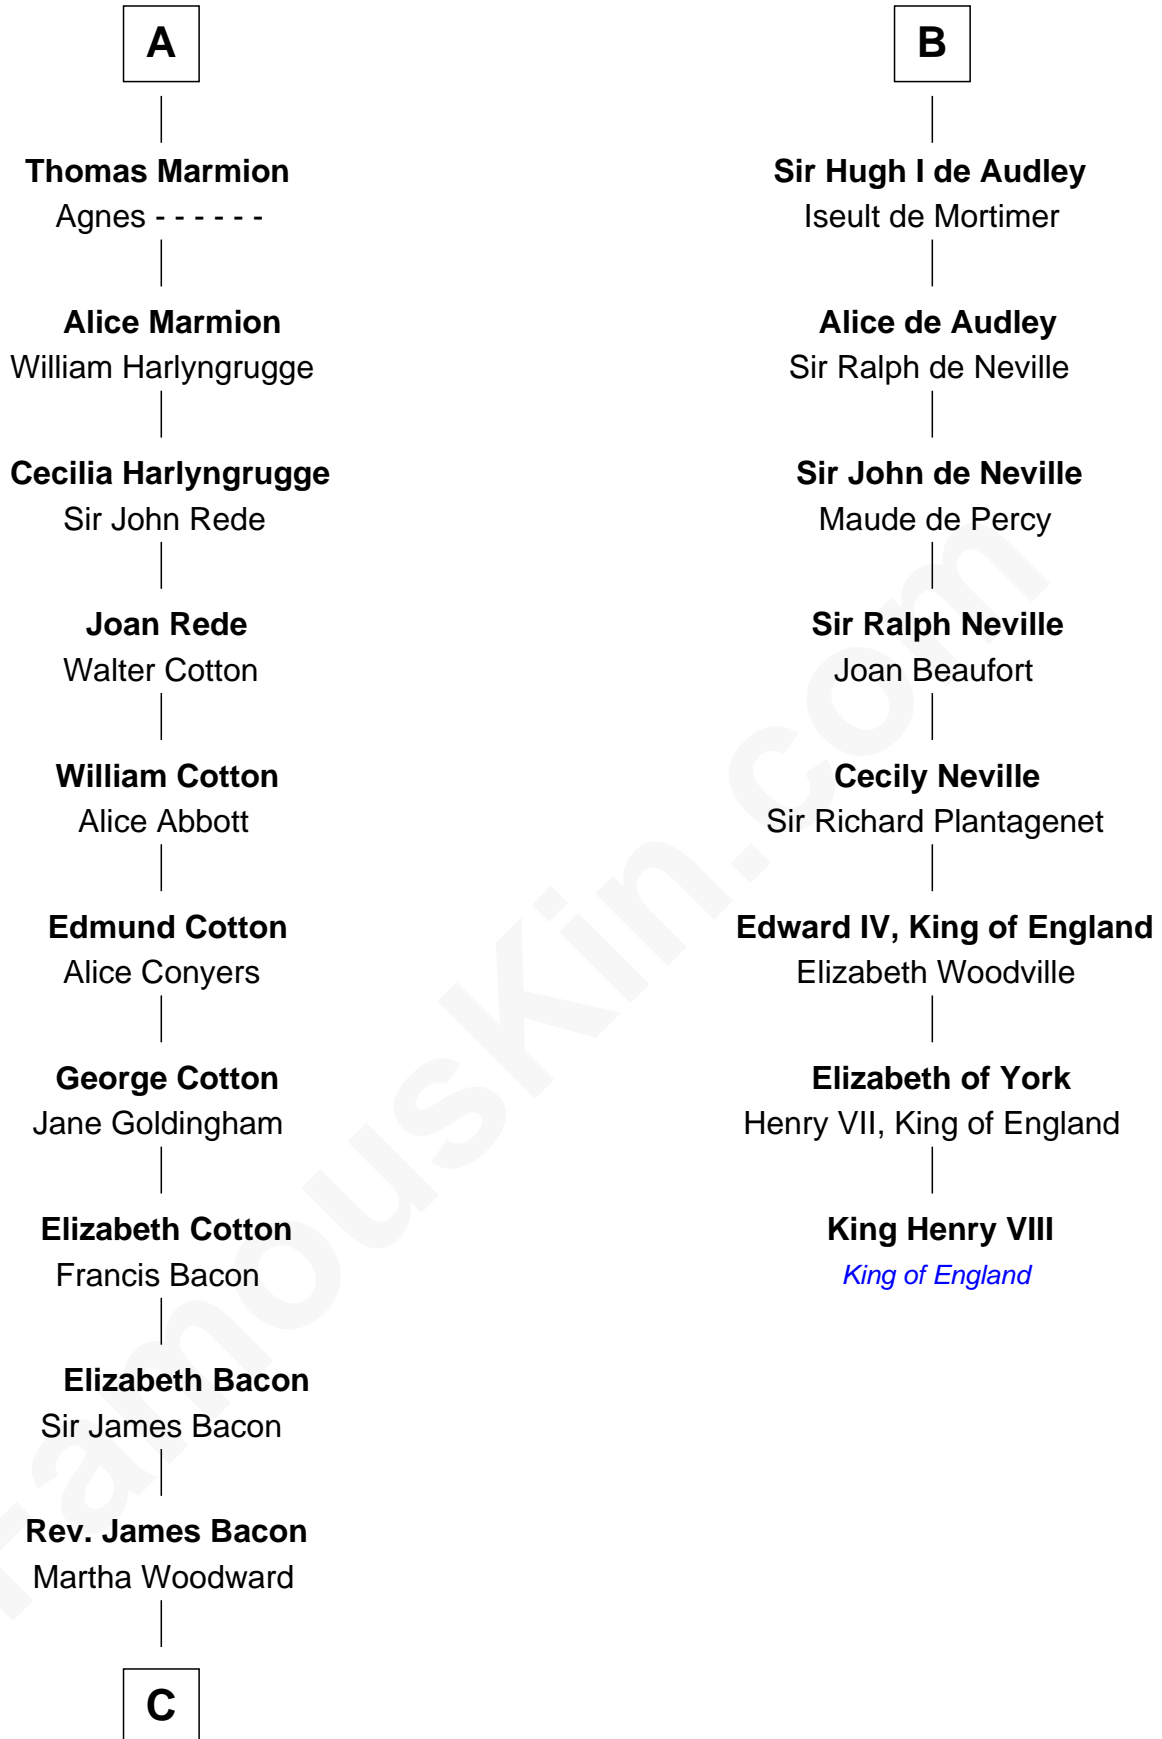 A
Thomas Marmion
Agnes - - - - - -
Alice Marmion
William Harlyngrugge
Cecilia Harlyngrugge
Sir John Rede
Joan Rede
Walter Cotton
William Cotton
Alice Abbott
Edmund Cotton
Alice Conyers
George Cotton
Jane Goldingham
Elizabeth Cotton
Francis Bacon
Elizabeth Bacon
Sir James Bacon
Rev. James Bacon
Martha Woodward
C
B
Sir Hugh I de Audley
Iseult de Mortimer
Alice de Audley
Sir Ralph de Neville
Sir John de Neville
Maude de Percy
Sir Ralph Neville
Joan Beaufort
Cecily Neville
Sir Richard Plantagenet
Edward IV, King of England
Elizabeth Woodville
Elizabeth of York
Henry VII, King of England
King Henry VIII
King of England
FamousKin.com